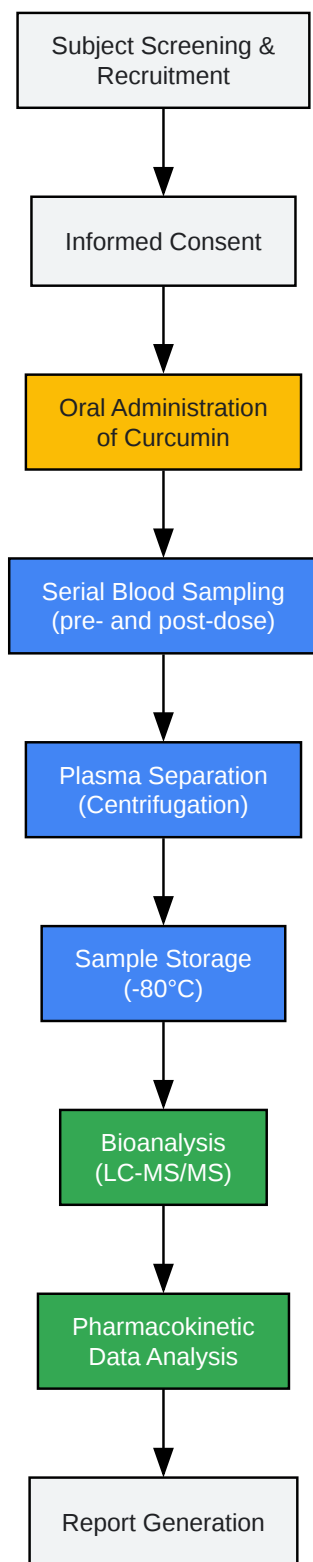 Subject Screening &
Recruitment
Informed Consent
Oral Administration
of Curcumin
Serial Blood Sampling
(pre- and post-dose)
Plasma Separation
(Centrifugation)
Sample Storage
(-80°C)
Bioanalysis
(LC-MS/MS)
Pharmacokinetic
Data Analysis
Report Generation